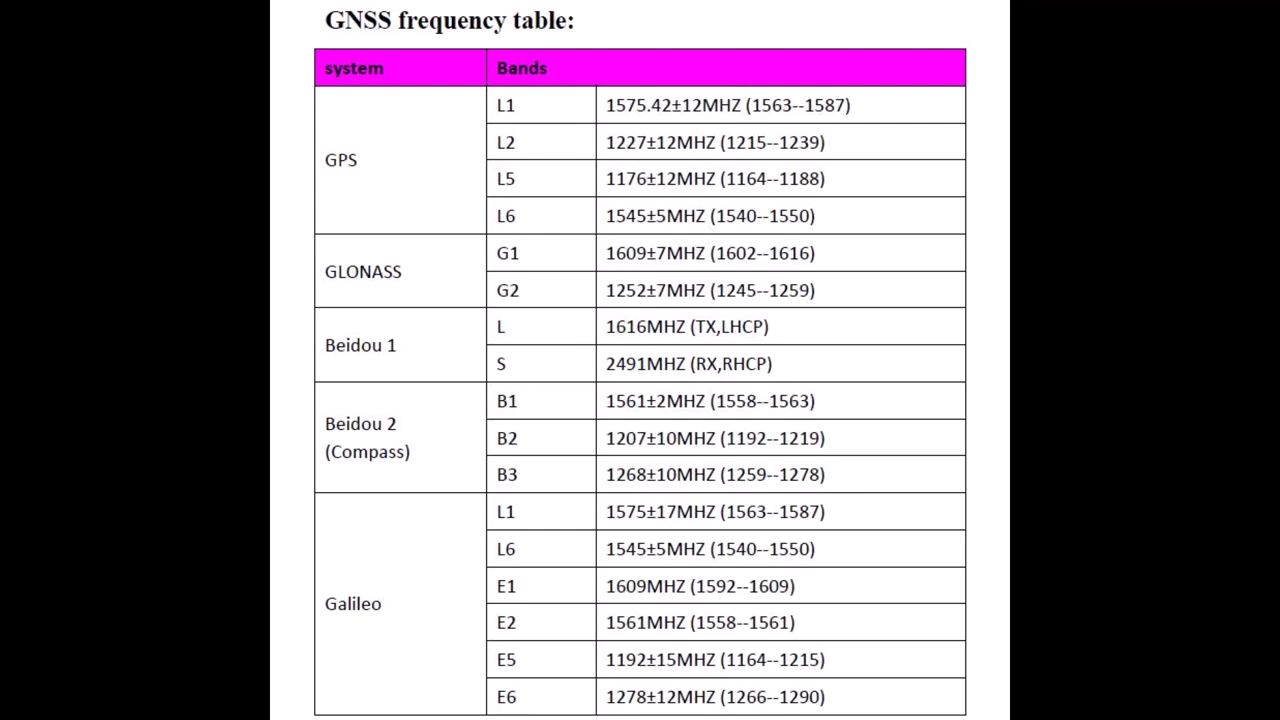 GNSS frequency table:
system Bands
GPS
L1 1575.42±12MHZ (1563--1587)
L2 1227±12MHZ (1215--1239)
L5 1176±12MHZ (1164--1188)
L6 1545±5MHZ (1540--1550)
GLONASS
G1 1609±7MHZ (1602--1616)
G2 1252±7MHZ (1245--1259)
Beidou 1
L 1616MHZ (TX,LHCP)
S 2491MHZ (RX,RHCP)
Beidou 2
(Compass)
B1 1561±2MHZ (1558--1563)
B2 1207±10MHZ (1192--1219)
B3 1268±10MHZ (1259--1278)
Galileo
L1 1575±17MHZ (1563--1587)
L6 1545±5MHZ (1540--1550)
E1 1609MHZ (1592--1609)
E2 1561MHZ (1558--1561)
E5 1192±15MHZ (1164--1215)
E6 1278±12MHZ (1266--1290)